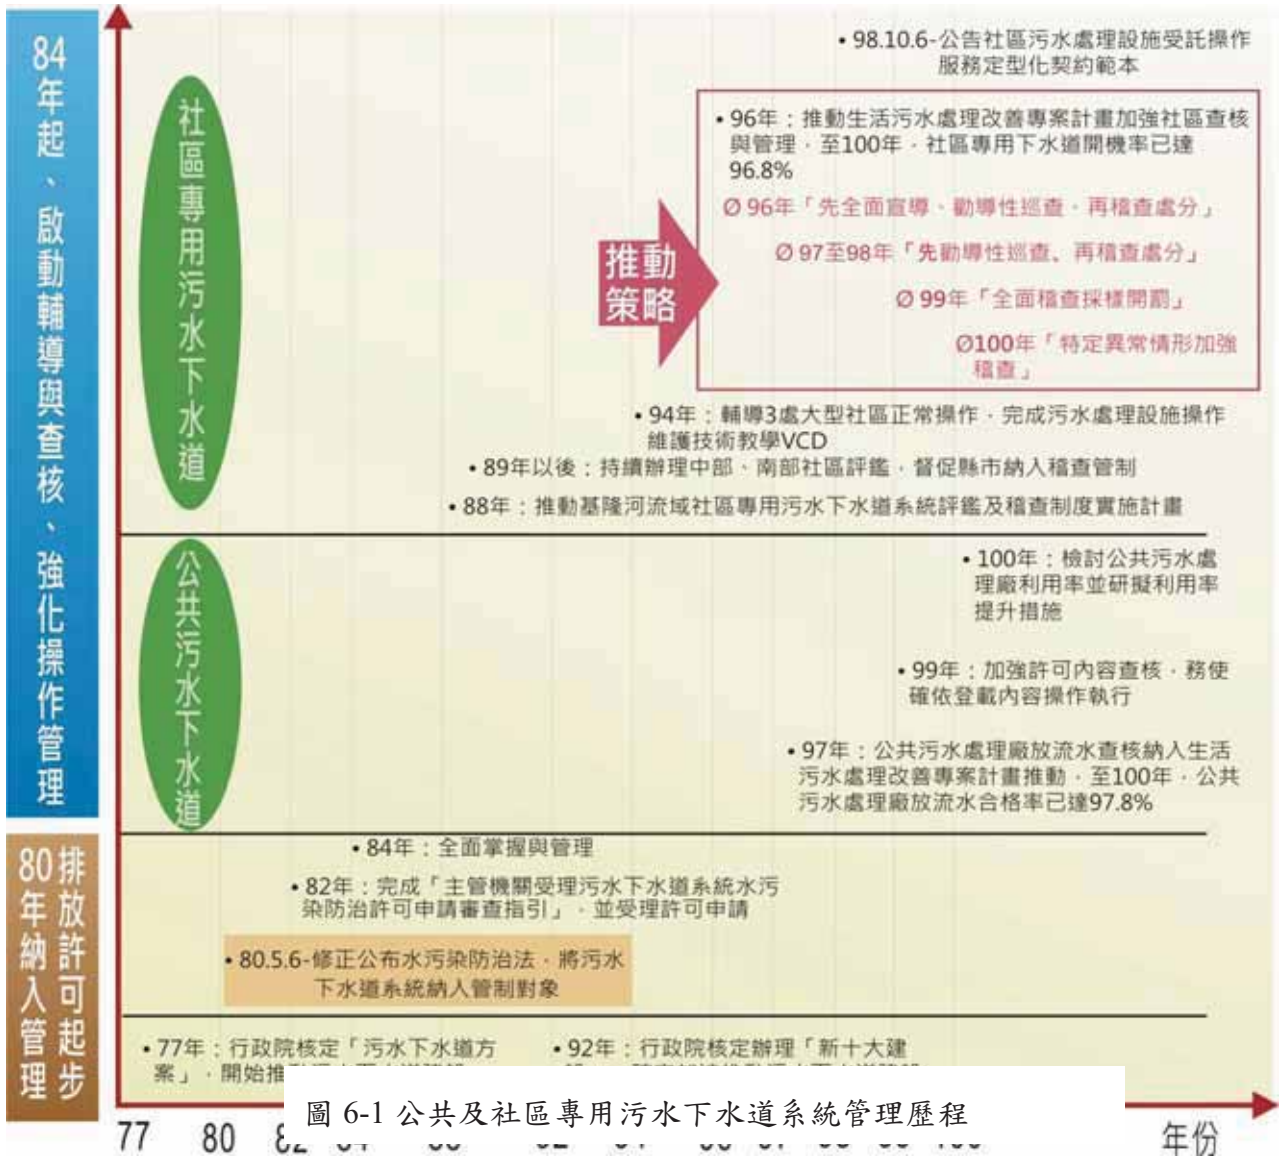 84年起、啟動輔導與查核、強化操作管理
排放許可起步
80年納入管理
社區專用污水下水道
• 98.10.6-公告社區污水處理設施受託操作
服務定型化契約範本
推動
策略
• 96年：推動生活污水處理改善專案計畫加強社區查核
與管理，至100年，社區專用下水道開機率已達
96.8%
Ø 96年「先全面宣導、勸導性巡查，再稽查處分」
Ø 97至98年「先勸導性巡查、再稽查處分」
Ø 99年「全面稽查採樣開罰」
Ø100年「特定異常情形加強
稽查」
• 94年：輔導3處大型社區正常操作，完成污水處理設施操作
維護技術教學VCD
• 89年以後：持續辦理中部、南部社區評鑑，督促縣市納入稽查管制
• 88年：推動基隆河流域社區專用污水下水道系統評鑑及稽查制度實施計畫
公共污水下水道
• 100年：檢討公共污水處
理廠利用率並研擬利用率
提升措施
• 99年：加強許可內容查核，務使
確依登載內容操作執行
• 97年：公共污水處理廠放流水查核納入生活
污水處理改善專案計畫推動，至100年，公共
污水處理廠放流水合格率已達97.8%
• 84年：全面掌握與管理
• 82年：完成「主管機關受理污水下水道系統水污
染防治許可申請審查指引」，並受理許可申請
• 80.5.6-修正公布水污染防治法，將污水
下水道系統納入管制對象
• 77年：行政院核定「污水下水道方
案」，開始推
• 92年：行政院核定辦理「新十大建
圖 6-1 公共及社區專用污水下水道系統管理歷程
77 80 82 年份